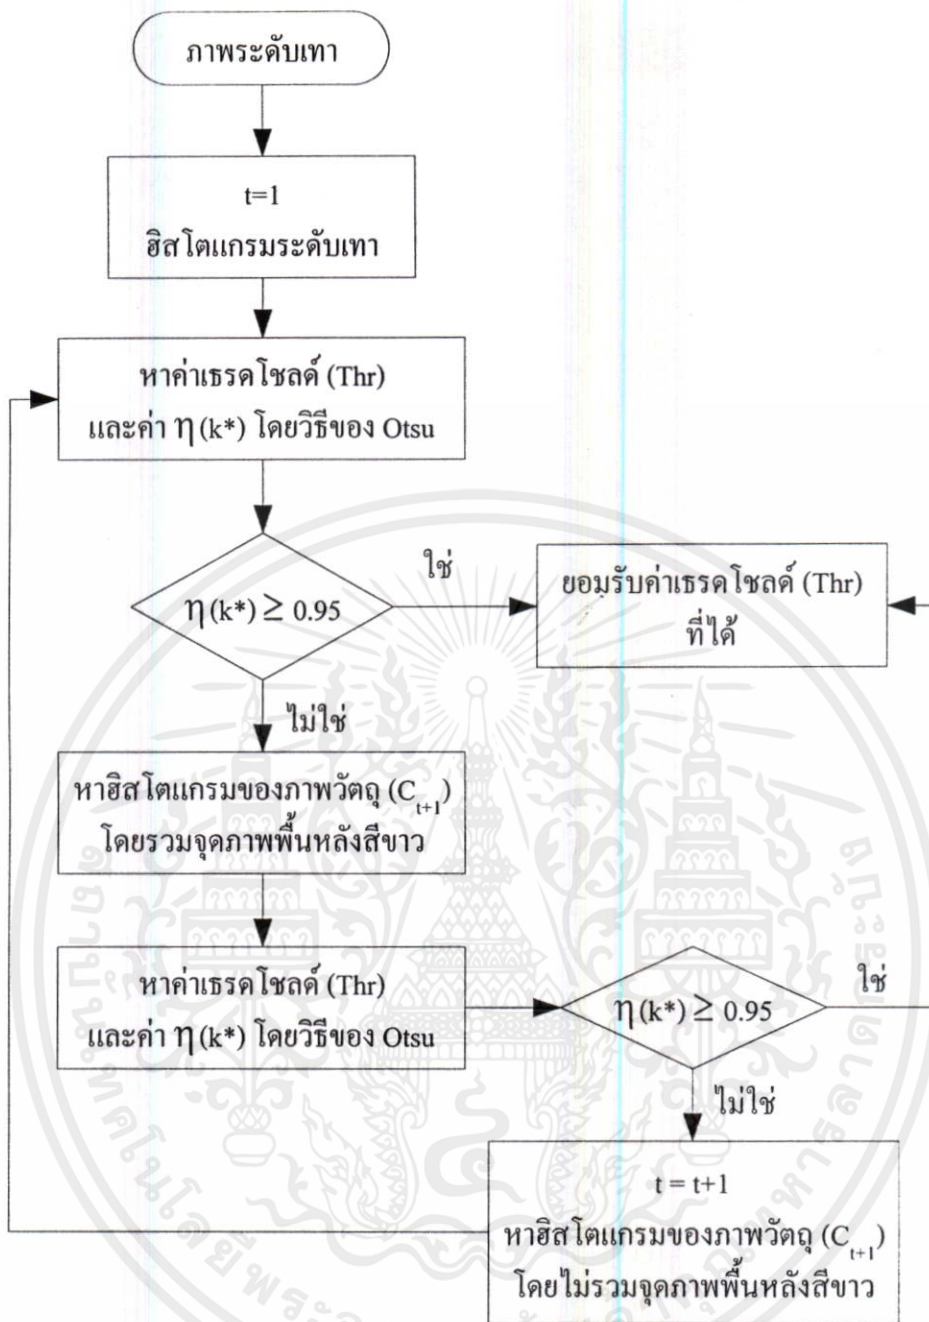 ภาพระดับเทา
t=1
ฮิสโตแกรมระดับเทา
หาค่าเธรดโชลด์ (Thr)
และค่า η(k*) โดยวิธีของ Otsu
η(k*) ≥ 0.95
ใช่
ยอมรับค่าเธรดโชลด์ (Thr)
ที่ได้
ไม่ใช่
หาฮิสโตแกรมของภาพวัตถุ (C_{t+1})
โดยรวมจุดภาพพื้นหลังสีขาว
หาค่าเธรดโชลด์ (Thr)
และค่า η(k*) โดยวิธีของ Otsu
η(k*) ≥ 0.95
ใช่
ไม่ใช่
t = t+1
หาฮิสโตแกรมของภาพวัตถุ (C_{t+1})
โดยไม่รวมจุดภาพพื้นหลังสีขาว